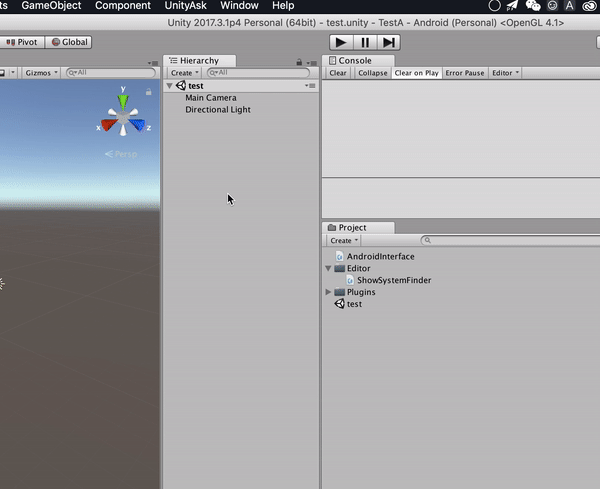 ts GameObject Component UnityAsk Window Help
Unity 2017.3.1p4 Personal (64bit) - test.unity - TestA - Android (Personal) <OpenGL 4.1>
Pivot Global
Hierarchy
Console
Gizmos All
Create All
Clear Collapse Clear on Play Error Pause Editor
test
Main Camera
Directional Light
y
x z
Persp
Project
Create
AndroidInterface
Editor
ShowSystemFinder
Plugins
test